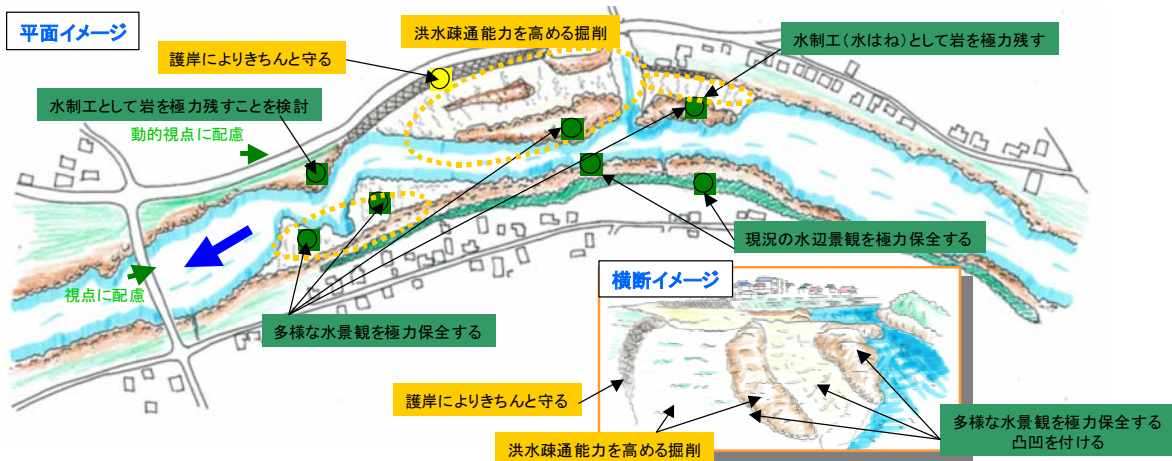 平面イメージ
洪水疎通能力を高める掘削
水制工(水はね)として岩を極力残す
護岸によりきちんと守る
水制工として岩を極力残すことを検討
動的視点に配慮
現況の水辺景観を極力保全する
視点に配慮
横断イメージ
多様な水景観を極力保全する
護岸によりきちんと守る
多様な水景観を極力保全する
凸凹を付ける
洪水疎通能力を高める掘削